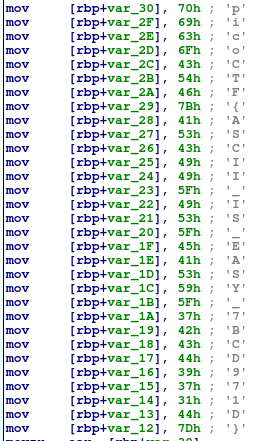 mov [rbp+var_30], 70h ; 'p'
mov [rbp+var_2F], 69h ; 'i'
mov [rbp+var_2E], 63h ; 'c'
mov [rbp+var_2D], 6Fh ; 'o'
mov [rbp+var_2C], 43h ; 'C'
mov [rbp+var_2B], 54h ; 'T'
mov [rbp+var_2A], 46h ; 'F'
mov [rbp+var_29], 7Bh ; '{'
mov [rbp+var_28], 41h ; 'A'
mov [rbp+var_27], 53h ; 'S'
mov [rbp+var_26], 43h ; 'C'
mov [rbp+var_25], 49h ; 'I'
mov [rbp+var_24], 49h ; 'I'
mov [rbp+var_23], 5Fh ; '_'
mov [rbp+var_22], 49h ; 'I'
mov [rbp+var_21], 53h ; 'S'
mov [rbp+var_20], 5Fh ; '_'
mov [rbp+var_1F], 45h ; 'E'
mov [rbp+var_1E], 41h ; 'A'
mov [rbp+var_1D], 53h ; 'S'
mov [rbp+var_1C], 59h ; 'Y'
mov [rbp+var_1B], 5Fh ; '_'
mov [rbp+var_1A], 37h ; '7'
mov [rbp+var_19], 42h ; 'B'
mov [rbp+var_18], 43h ; 'C'
mov [rbp+var_17], 44h ; 'D'
mov [rbp+var_16], 39h ; '9'
mov [rbp+var_15], 37h ; '7'
mov [rbp+var_14], 31h ; '1'
mov [rbp+var_13], 44h ; 'D'
mov [rbp+var_12], 7Dh ; '}'